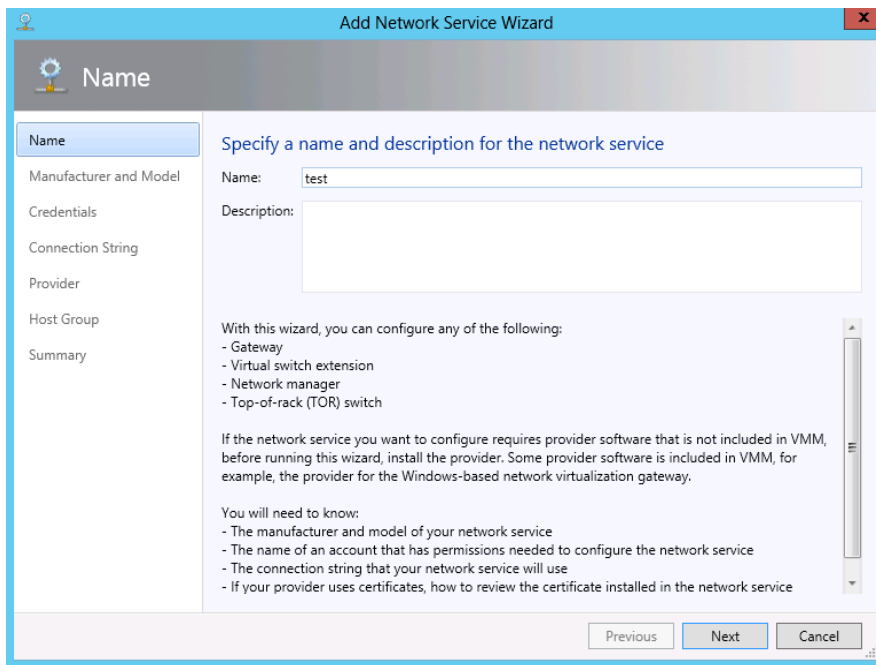 Add Network Service Wizard
x
Name
Name
Manufacturer and Model
Credentials
Connection String
Provider
Host Group
Summary
Specify a name and description for the network service
Name: test
Description:
With this wizard, you can configure any of the following:
- Gateway
- Virtual switch extension
- Network manager
- Top-of-rack (TOR) switch
If the network service you want to configure requires provider software that is not included in VMM,
before running this wizard, install the provider. Some provider software is included in VMM, for
example, the provider for the Windows-based network virtualization gateway.
You will need to know:
- The manufacturer and model of your network service
- The name of an account that has permissions needed to configure the network service
- The connection string that your network service will use
- If your provider uses certificates, how to review the certificate installed in the network service
Previous Next Cancel